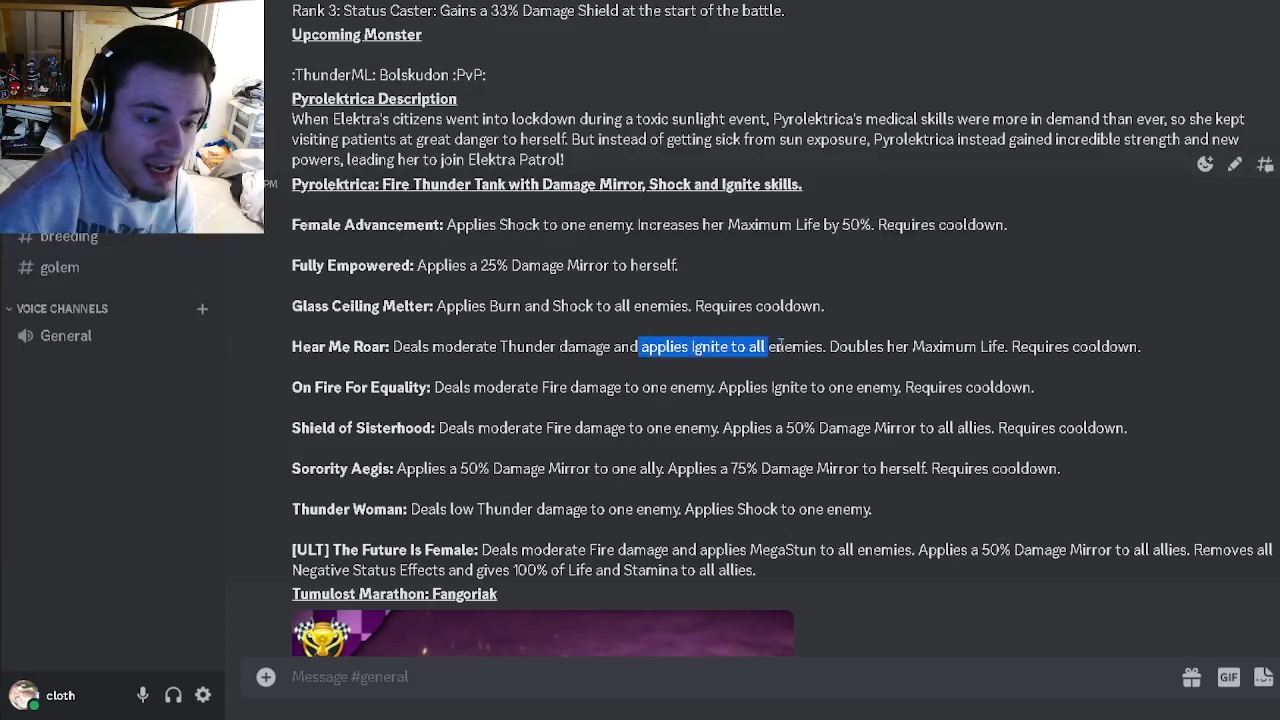 Rank 3: Status Caster: Gains a 33% Damage Shield at the start of the battle.
Upcoming Monster
:ThunderML: Bolskudon :PvP:
Pyrolektrica Description
When Elektra's citizens went into lockdown during a toxic sunlight event, Pyrolektrica's medical skills were more in demand than ever, so she kept
visiting patients at great danger to herself. But instead of getting sick from sun exposure, Pyrolektrica instead gained incredible strength and new
powers, leading her to join Elektra Patrol!
PM
Pyrolektrica: Fire Thunder Tank with Damage Mirror, Shock and Ignite skills.
Female Advancement: Applies Shock to one enemy. Increases her Maximum Life by 50%. Requires cooldown.
Fully Empowered: Applies a 25% Damage Mirror to herself.
Glass Ceiling Melter: Applies Burn and Shock to all enemies. Requires cooldown.
Hear Me Roar: Deals moderate Thunder damage and applies Ignite to all enemies. Doubles her Maximum Life. Requires cooldown.
On Fire For Equality: Deals moderate Fire damage to one enemy. Applies Ignite to one enemy. Requires cooldown.
Shield of Sisterhood: Deals moderate Fire damage to one enemy. Applies a 50% Damage Mirror to all allies. Requires cooldown.
Sorority Aegis: Applies a 50% Damage Mirror to one ally. Applies a 75% Damage Mirror to herself. Requires cooldown.
Thunder Woman: Deals low Thunder damage to one enemy. Applies Shock to one enemy.
[ULT] The Future Is Female: Deals moderate Fire damage and applies MegaStun to all enemies. Applies a 50% Damage Mirror to all allies. Removes all
Negative Status Effects and gives 100% of Life and Stamina to all allies.
Tumulost Marathon: Fangoriak
# breeding
# golem
VOICE CHANNELS
General
cloth
Message #general
GIF